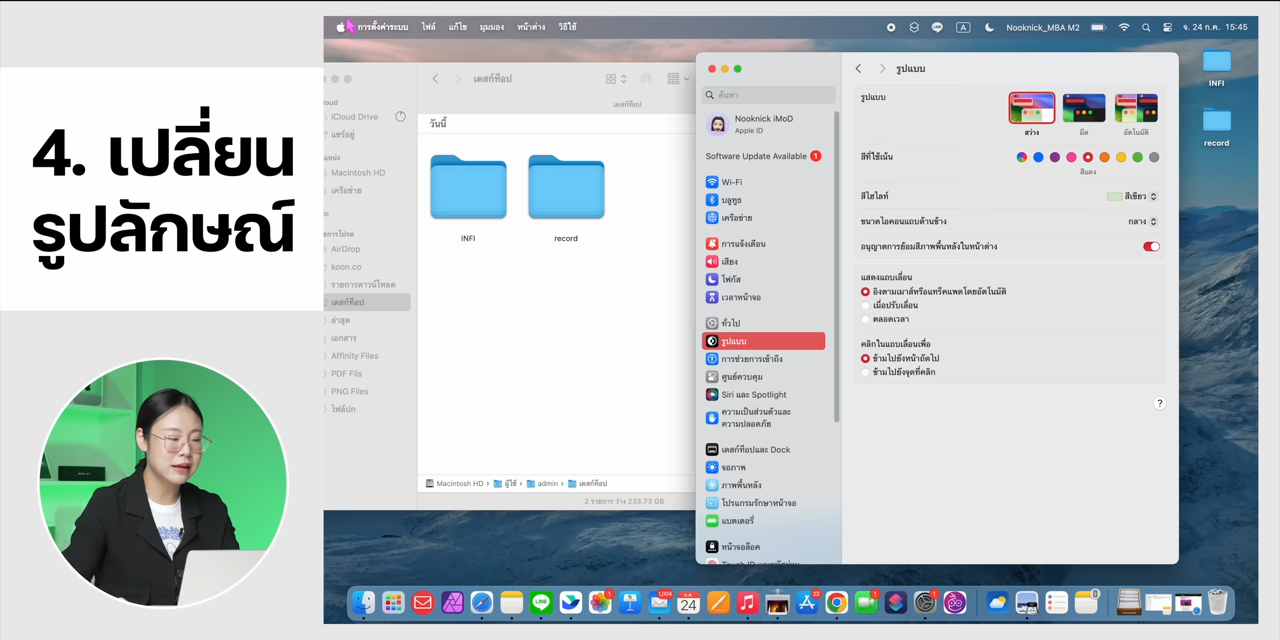 4. เปลี่ยน
รูปลักษณ์
การตั้งค่าระบบ ไฟล์ แก้ไข มุมมอง หน้าต่าง วิธีใช้
A Nooknick_MBA M2 จ. 24 ก.ค. 15:45
เดสก์ท็อป
เดสก์ท็อป
วันนี้
INFI
record
iCloud Drive
แชร์อยู่
Macintosh HD
เครือข่าย
AirDrop
koon.co
รายการดาวน์โหลด
เดสก์ท็อป
ล่าสุด
เอกสาร
Affinity Files
PDF Fils
PNG Files
ไฟล์ปก
Macintosh HD › ผู้ใช้ › admin › เดสก์ท็อป
2 รายการ ว่าง 233.73 GB
ค้นหา
Nooknick iMoD
Apple ID
Software Update Available 1
Wi-Fi
บลูทูธ
เครือข่าย
การแจ้งเตือน
เสียง
โฟกัส
เวลาหน้าจอ
ทั่วไป
รูปแบบ
การช่วยการเข้าถึง
ศูนย์ควบคุม
Siri และ Spotlight
ความเป็นส่วนตัวและ
ความปลอดภัย
เดสก์ท็อปและ Dock
จอภาพ
ภาพพื้นหลัง
โปรแกรมรักษาหน้าจอ
แบตเตอรี่
หน้าจอล็อค
รูปแบบ
รูปแบบ
สว่าง มืด อัตโนมัติ
สีที่ใช้เน้น
สีแดง
สีไฮไลท์ สีเขียว
ขนาดไอคอนแถบด้านข้าง กลาง
อนุญาตการย้อมสีภาพพื้นหลังในหน้าต่าง
แสดงแถบเลื่อน
อิงตามเมาส์หรือแทร็คแพดโดยอัตโนมัติ
เมื่อปรับเลื่อน
ตลอดเวลา
คลิกในแถบเลื่อนเพื่อ
ข้ามไปยังหน้าถัดไป
ข้ามไปยังจุดที่คลิก
?
INFI
record
LINE
1
1,004
24
23
1
1